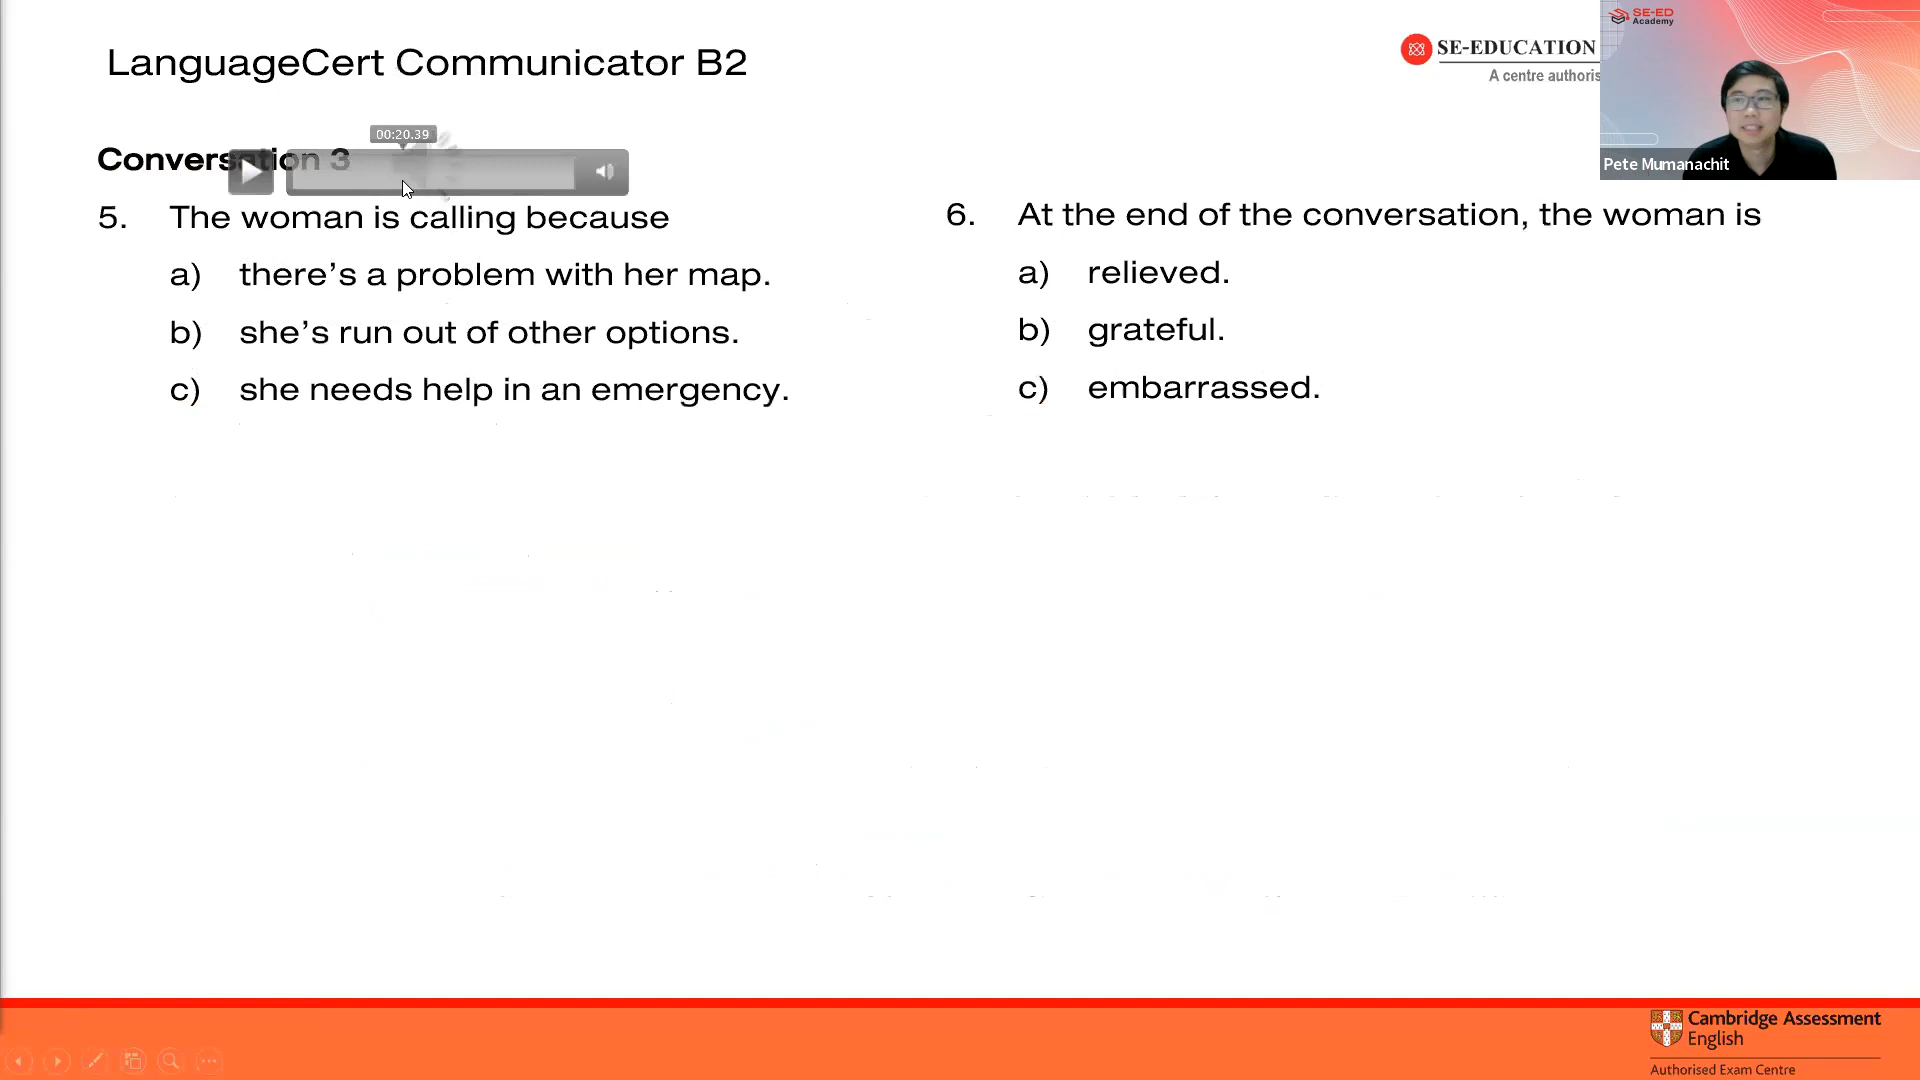 LanguageCert Communicator B2
SE-EDUCATION
A centre authoris
SE-ED
Academy
Pete Mumanachit
00:20.39
Conversation 3
5. The woman is calling because
a) there's a problem with her map.
b) she's run out of other options.
c) she needs help in an emergency.
6. At the end of the conversation, the woman is
a) relieved.
b) grateful.
c) embarrassed.
Cambridge Assessment
English
Authorised Exam Centre